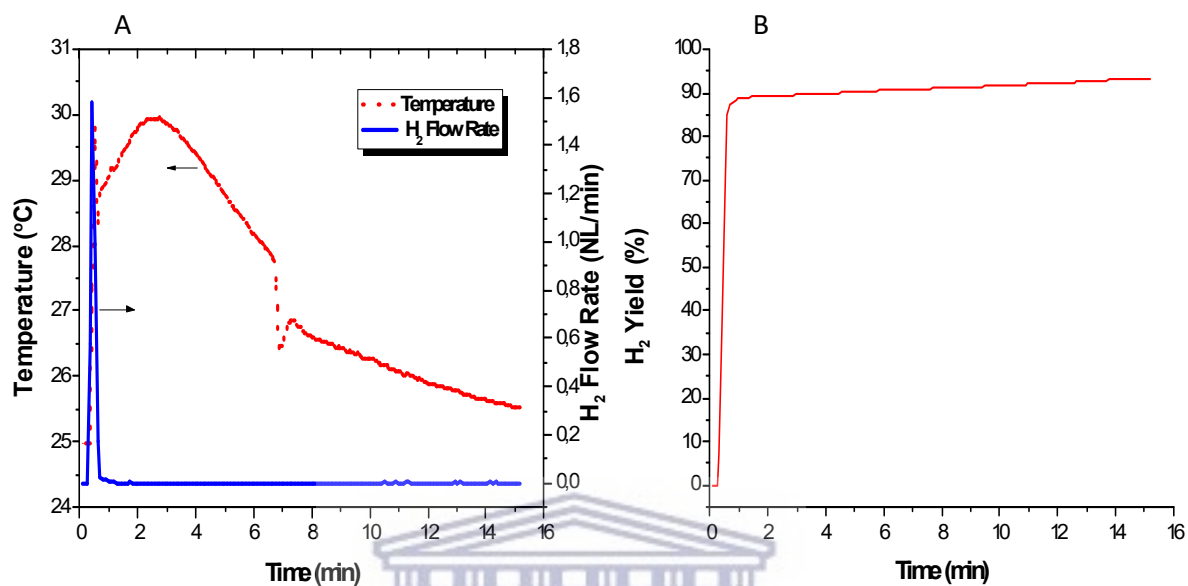 A
31
30
29
28
27
26
25
24
Temperature (°C)
1,8
1,6
1,4
1,2
1,0
0,8
0,6
0,4
0,2
0,0
H₂ Flow Rate (NL/min)
Temperature
H₂ Flow Rate
0 2 4 6 8 10 12 14 16
Time (min)
B
100
90
80
70
60
50
40
30
20
10
0
H₂ Yield (%)
0 2 4 6 8 10 12 14 16
Time (min)